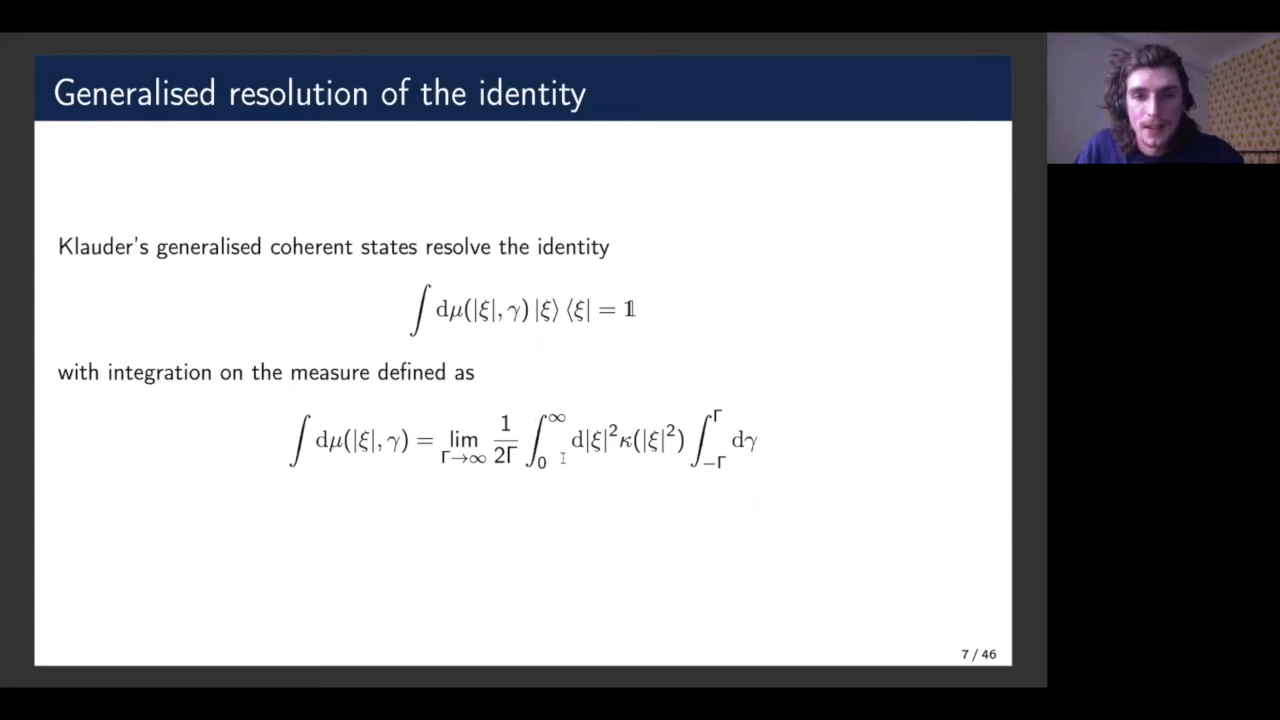 Generalised resolution of the identity
Klauder's generalised coherent states resolve the identity
∫ dμ(|ξ|, γ) |ξ⟩ ⟨ξ| = 𝟙
with integration on the measure defined as
∫ dμ(|ξ|, γ) = lim_{Γ→∞} 1/2Γ ∫_0^∞ d|ξ|²κ(|ξ|²) ∫_{−Γ}^Γ dγ
7 / 46